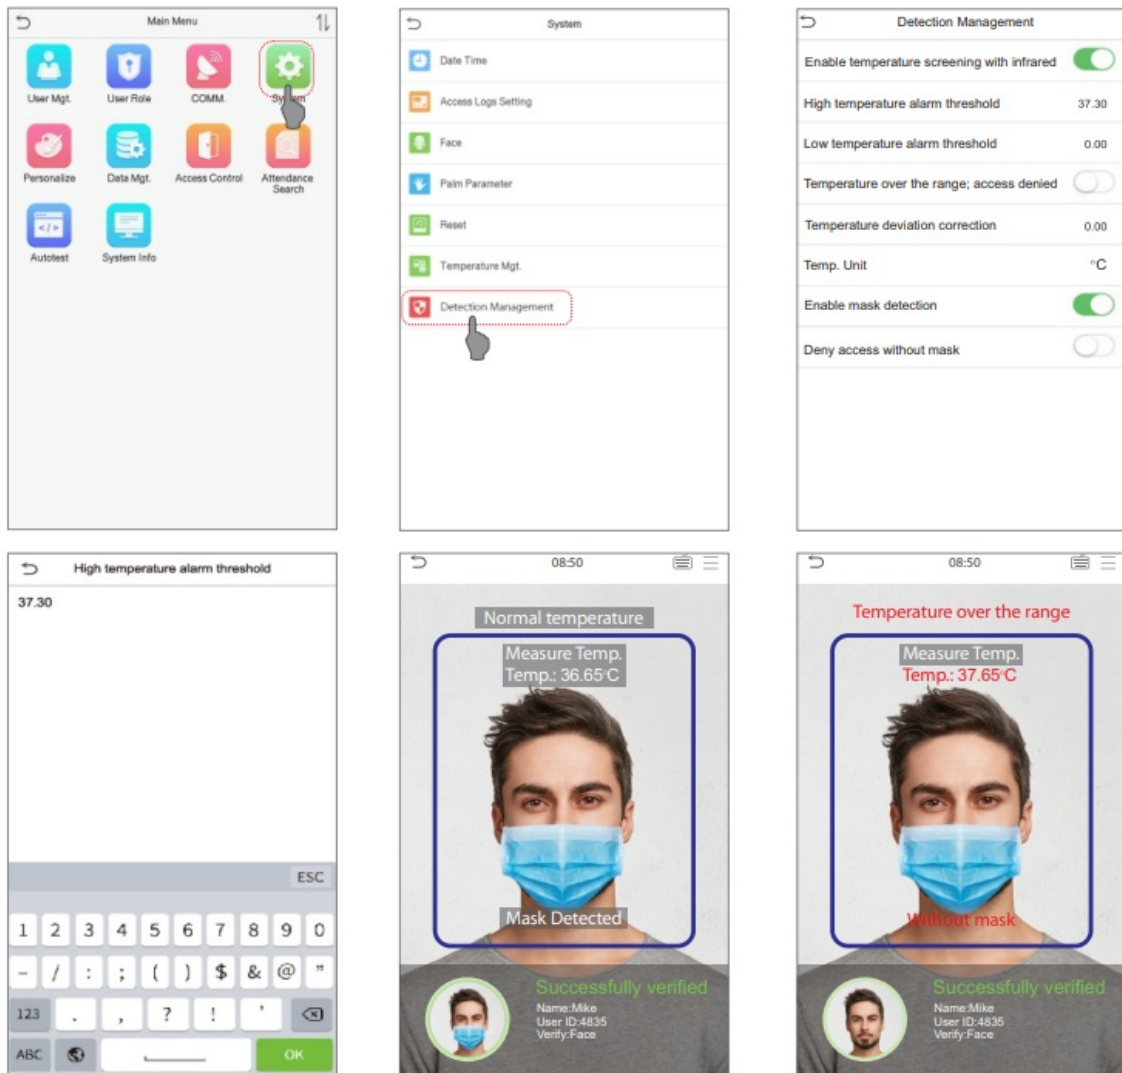 Main Menu
User Mgt.
User Role
COMM.
System
Personalize
Data Mgt.
Access Control
Attendance
Search
Autotest
System Info
System
Date Time
Access Logs Setting
Face
Palm Parameter
Reset
Temperature Mgt.
Detection Management
Detection Management
Enable temperature screening with infrared
High temperature alarm threshold 37.30
Low temperature alarm threshold 0.00
Temperature over the range; access denied
Temperature deviation correction 0.00
Temp. Unit °C
Enable mask detection
Deny access without mask
High temperature alarm threshold
37.30
ESC
1 2 3 4 5 6 7 8 9 0
- / : ; ( ) $ & @ "
123 . , ? ! '
ABC OK
08:50
Normal temperature
Measure Temp.
Temp.: 36.65°C
Mask Detected
Successfully verified
Name:Mike
User ID:4835
Verify:Face
08:50
Temperature over the range
Measure Temp.
Temp.: 37.65°C
Without mask
Successfully verified
Name:Mike
User ID:4835
Verify:Face